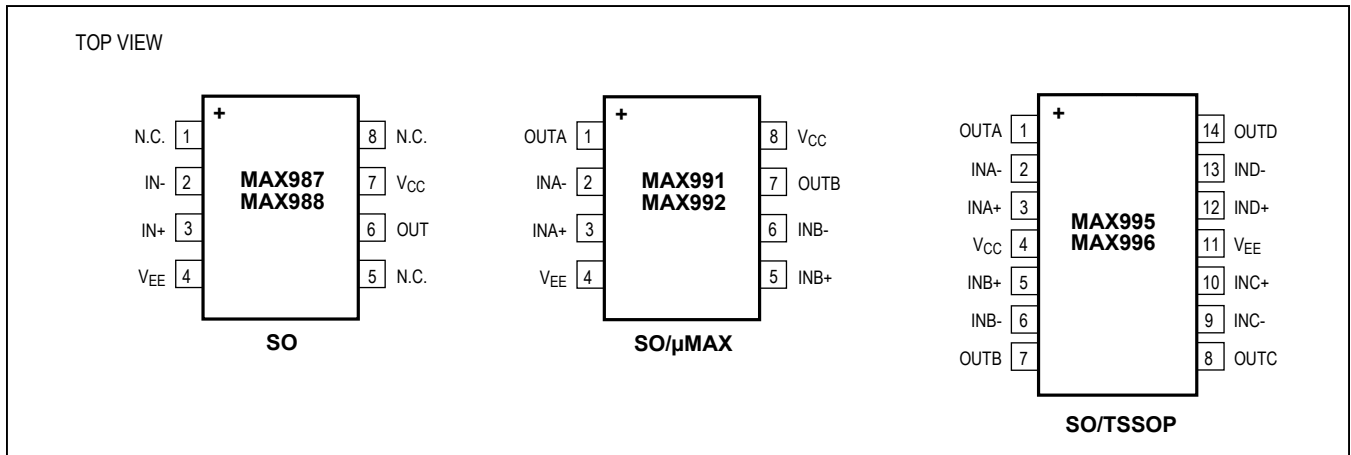 TOP VIEW
+
N.C. 1
IN- 2
IN+ 3
VEE 4
8 N.C.
7 VCC
6 OUT
5 N.C.
MAX987
MAX988
SO
+
OUTA 1
INA- 2
INA+ 3
VEE 4
8 VCC
7 OUTB
6 INB-
5 INB+
MAX991
MAX992
SO/µMAX
+
OUTA 1
INA- 2
INA+ 3
VCC 4
INB+ 5
INB- 6
OUTB 7
14 OUTD
13 IND-
12 IND+
11 VEE
10 INC+
9 INC-
8 OUTC
MAX995
MAX996
SO/TSSOP